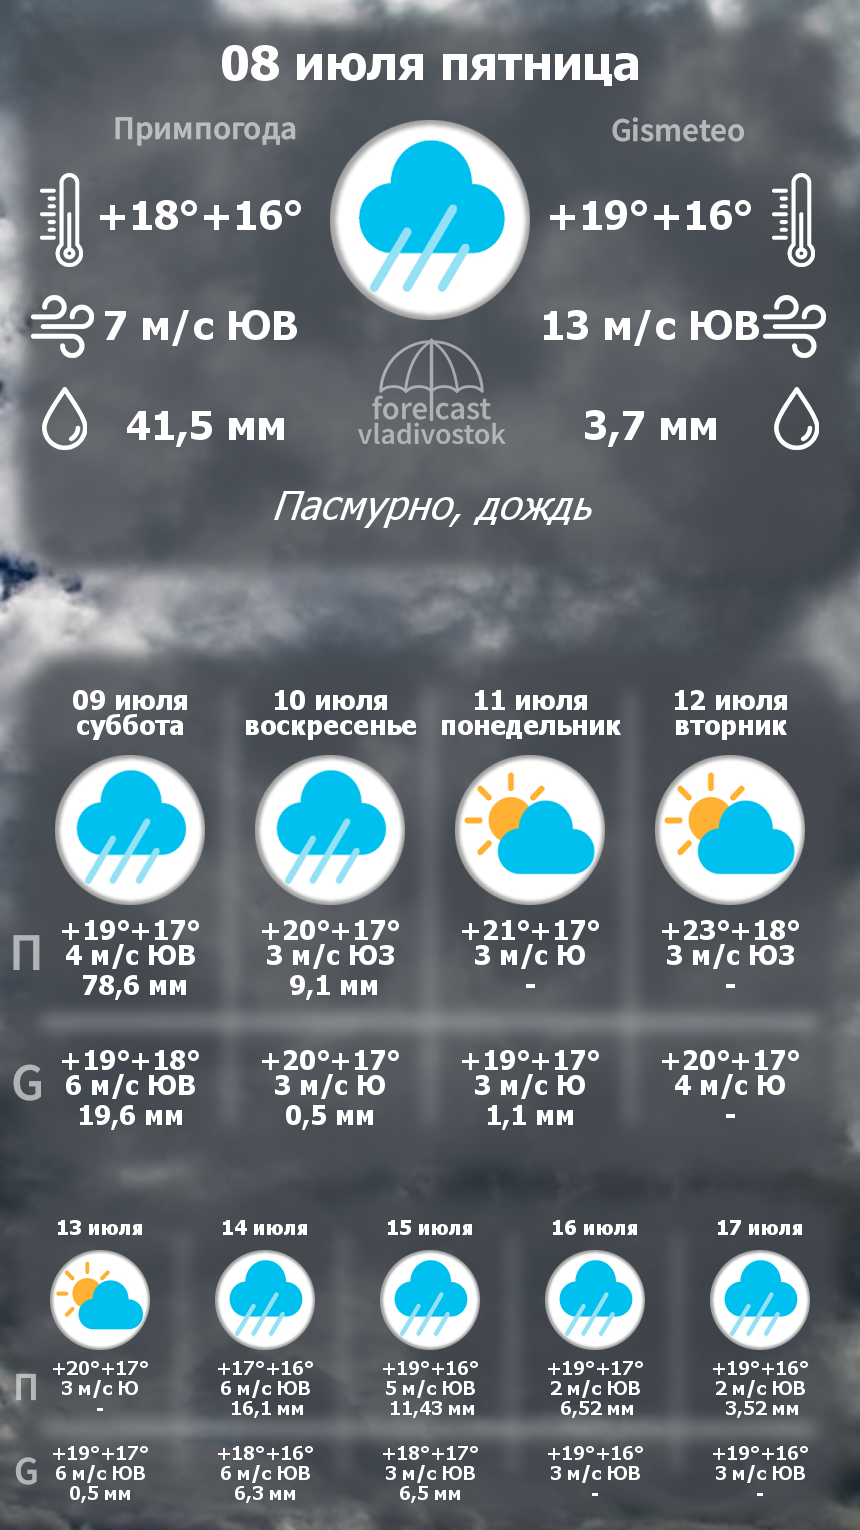 08 июля пятница
Примпогода
Gismeteo
+18°+16°
+19°+16°
7 м/с ЮВ
13 м/с ЮВ
forecast
vladivostok
41,5 мм
3,7 мм
Пасмурно, дождь
09 июля
суббота
10 июля
воскресенье
11 июля
понедельник
12 июля
вторник
П
+19°+17°
4 м/с ЮВ
78,6 мм
+20°+17°
3 м/с ЮЗ
9,1 мм
+21°+17°
3 м/с Ю
-
+23°+18°
3 м/с ЮЗ
-
G
+19°+18°
6 м/с ЮВ
19,6 мм
+20°+17°
3 м/с Ю
0,5 мм
+19°+17°
3 м/с Ю
1,1 мм
+20°+17°
4 м/с Ю
-
13 июля
14 июля
15 июля
16 июля
17 июля
П
+20°+17°
3 м/с Ю
-
+17°+16°
6 м/с ЮВ
16,1 мм
+19°+16°
5 м/с ЮВ
11,43 мм
+19°+17°
2 м/с ЮВ
6,52 мм
+19°+16°
2 м/с ЮВ
3,52 мм
G
+19°+17°
6 м/с ЮВ
0,5 мм
+18°+16°
6 м/с ЮВ
6,3 мм
+18°+17°
3 м/с ЮВ
6,5 мм
+19°+16°
3 м/с ЮВ
-
+19°+16°
3 м/с ЮВ
-